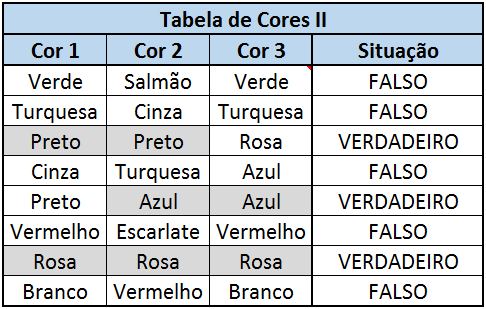 Tabela de Cores II
Cor 1 Cor 2 Cor 3 Situação
Verde Salmão Verde FALSO
Turquesa Cinza Turquesa FALSO
Preto Preto Rosa VERDADEIRO
Cinza Turquesa Azul FALSO
Preto Azul Azul VERDADEIRO
Vermelho Escarlate Vermelho FALSO
Rosa Rosa Rosa VERDADEIRO
Branco Vermelho Branco FALSO